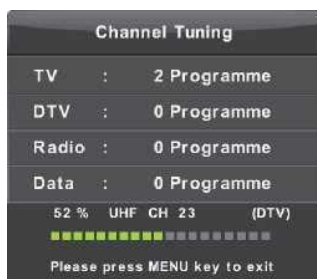 Channel Tuning
TV : 2 Programme
DTV : 0 Programme
Radio : 0 Programme
Data : 0 Programme
52 % UHF CH 23 (DTV)
Please press MENU key to exit